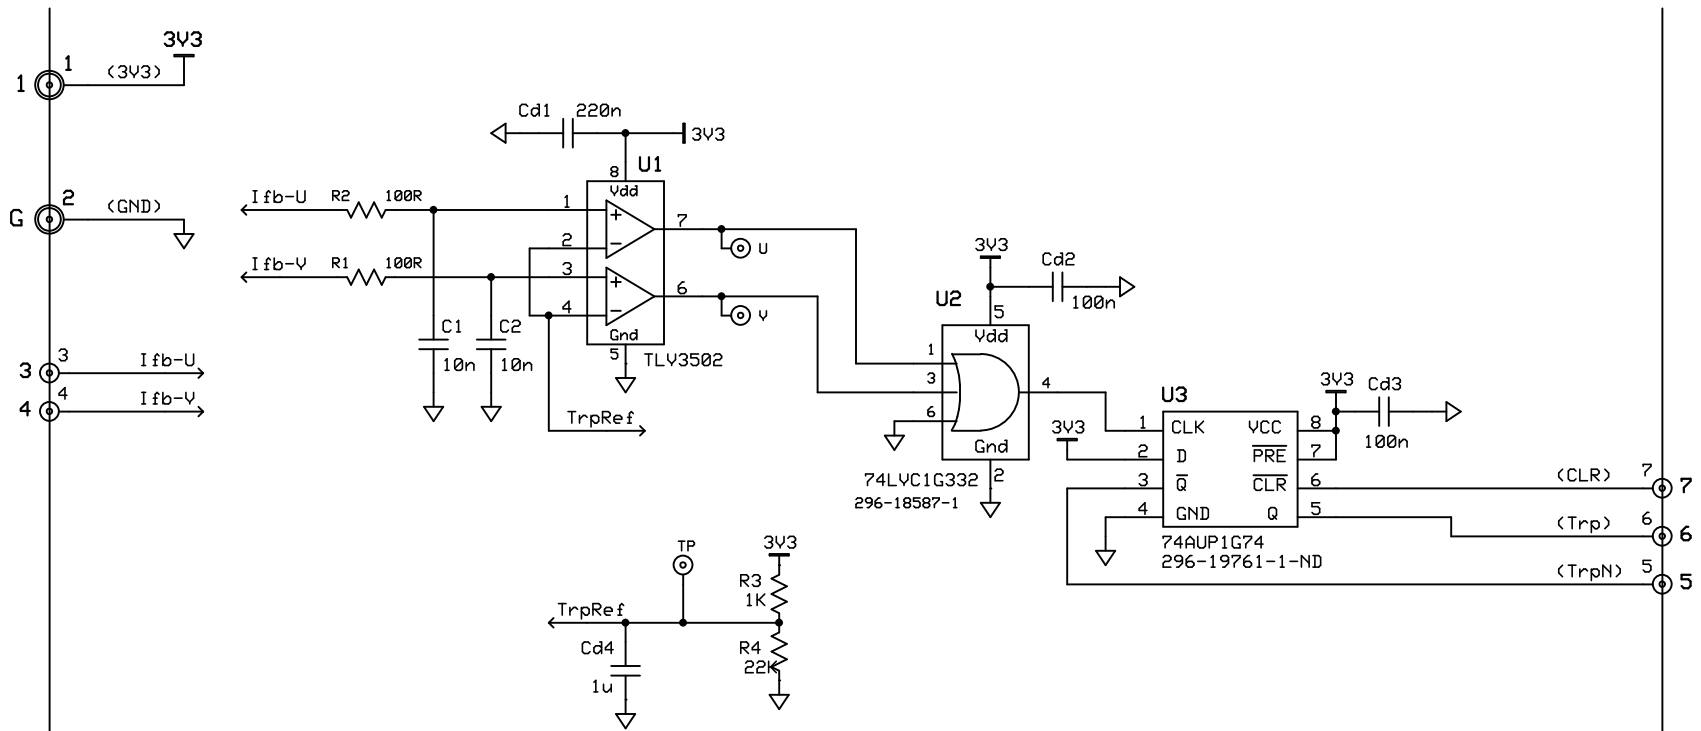 3V3
1
1
(3V3)
Cd1 220n
3V3
U1
8
Vdd
G
2
(GND)
Ifb-U R2 100R
1
+
7
U
2
-
Ifb-V R1 100R
3
+
6
V
4
-
Gnd
5
TLV3502
C1
10n
C2
10n
TrpRef
3
3
Ifb-U
4
4
Ifb-V
3V3
Cd2
100n
U2
5
Vdd
1
3
4
6
Gnd
2
74LVC1G332
296-18587-1
3V3
Cd3
100n
U3
3V3
1 CLK VCC 8
2 D PRE 7
3 Q CLR 6
4 GND Q 5
74AUP1G74
296-19761-1-ND
(CLR) 7
7
(Trp) 6
6
(TrpN) 5
5
TP
3V3
R3
1K
TrpRef
Cd4
1u
R4
22K